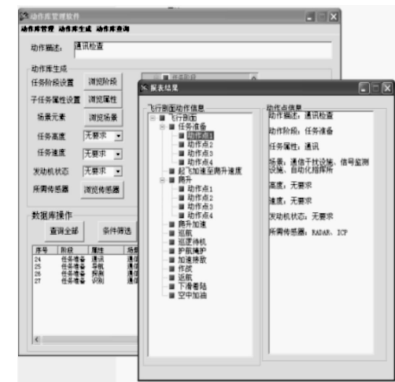 动作库管理软件
动作库管理 动作库生成 动作库查询
动作描述: 通讯检查
动作库生成
任务阶段设置 浏览阶段
子任务属性设置 浏览属性
场景元素 浏览场景
任务高度 无要求
任务速度 无要求
发动机状态 无要求
所需传感器 浏览传感器
数据库操作
查询全部 条件筛选
序号 阶段 属性
24 任务准备 通讯
25 任务准备 导航
26 任务准备 探测
27 任务准备 识别
报表结果
飞行剖面动作信息
飞行剖面
任务准备
动作点1
动作点2
动作点3
动作点4
起飞加速至爬升速度
爬升
动作点1
动作点2
动作点3
动作点4
爬升加速
巡航
巡逻待机
护航掩护
加速接敌
作战
返航
下滑着陆
空中加油
动作点信息
动作描述: 通讯检查
动作阶段: 任务准备
任务属性: 通讯
场景: 通信干扰设施、信号监测
设施、自动化指挥所
高度: 无要求
速度: 无要求
发动机状态: 无要求
所需传感器: RADAR、ICP